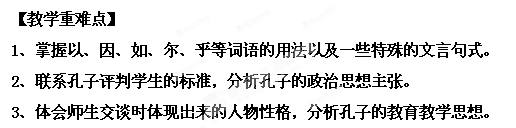 【教学重难点】
1、掌握以、因、如、尔、乎等词语的用法以及一些特殊的文言句式。
2、联系孔子评判学生的标准，分析孔子的政治思想主张。
3、体会师生交谈时体现出来的人物性格，分析孔子的教育教学思想。